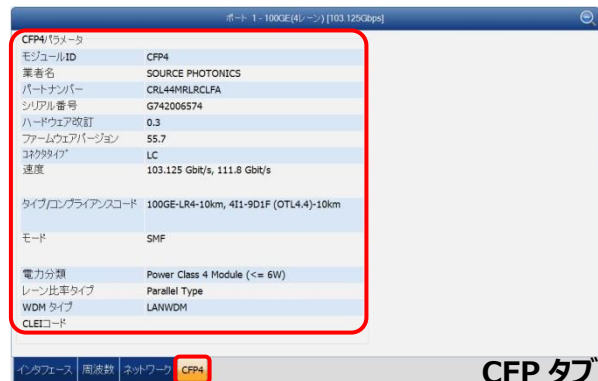 ポート 1 - 100GE(4レーン) [103.125Gbps]
CFP4パラメータ
モジュールID CFP4
業者名 SOURCE PHOTONICS
パートナンバー CRL44MRLRCLFA
シリアル番号 G742006574
ハードウェア改訂 0.3
ファームウェアバージョン 55.7
コネクタタイプ LC
速度 103.125 Gbit/s, 111.8 Gbit/s
タイプ/コンプライアンスコード 100GE-LR4-10km, 4I1-9D1F (OTL4.4)-10km
モード SMF
電力分類 Power Class 4 Module (<= 6W)
レーン比率タイプ Parallel Type
WDM タイプ LANWDM
CLEIコード
インタフェース 周波数 ネットワーク CFP4
CFP タブ